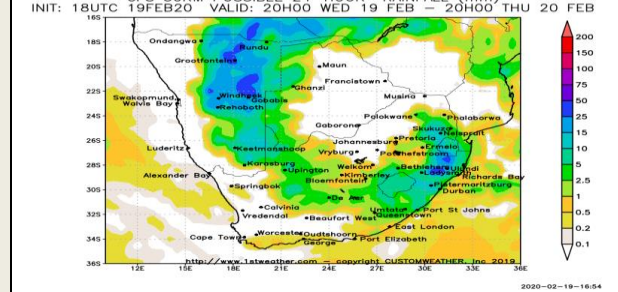 INIT: 18UTC 19FEB20 VALID: 20H00 WED 19 FEB – 20H00 THU 20 FEB
16S
18S
20S
22S
24S
26S
28S
30S
32S
34S
36S
Ondangwa
Rundu
Grootfontein
Maun
Francistown
Ghanzi
Windhoek
Gobabis
Swakopmund
Walvis Bay
Rehoboth
Musina
Polokwane
Phalaborwa
Gaborone
Skukuza
Nelspruit
Pretoria
Johannesburg
Ermelo
Luderitz
Keetmanshoop
Vryburg
Potchefstroom
Karasburg
Upington
Welkom
Bethlehem
Ulundi
Ladysmith
Richards Bay
Alexander Bay
Kimberley
Bloemfontein
Pietermaritzburg
Durban
Springbok
De Aar
Calvinia
Vredendal
Beaufort West
Umtata
Queenstown
Port St Johns
East London
Cape Town
Worcester
Oudtshoorn
George
Port Elizabeth
http://www.1stweather.com – copyright CUSTOMWEATHER, Inc 2019
12E 15E 18E 21E 24E 27E 30E 33E 36E
200
150
100
75
50
25
20
15
10
5
2.5
1
0.5
0.2
0.1
2020-02-19-16:54